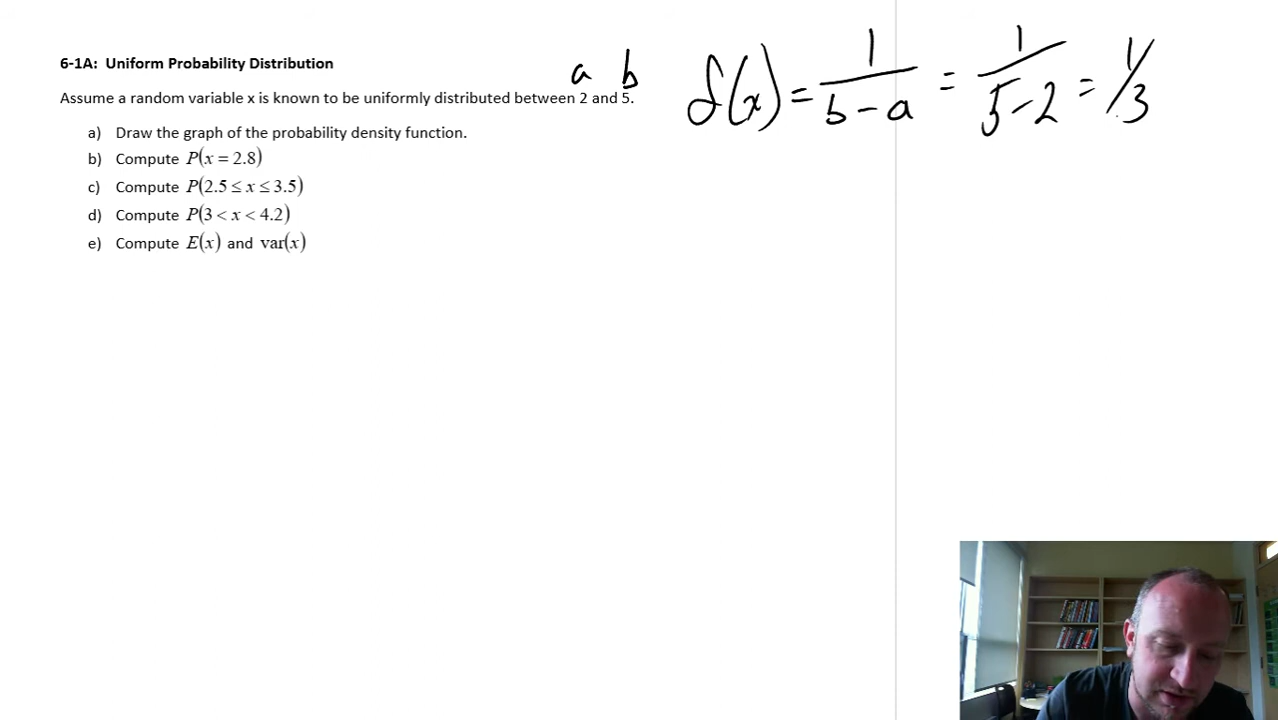 6-1A: Uniform Probability Distribution
a b
Assume a random variable x is known to be uniformly distributed between 2 and 5.
f(x) = 1/(b-a) = 1/(5-2) = 1/3
a) Draw the graph of the probability density function.
b) Compute P(x = 2.8)
c) Compute P(2.5 ≤ x ≤ 3.5)
d) Compute P(3 < x < 4.2)
e) Compute E(x) and var(x)